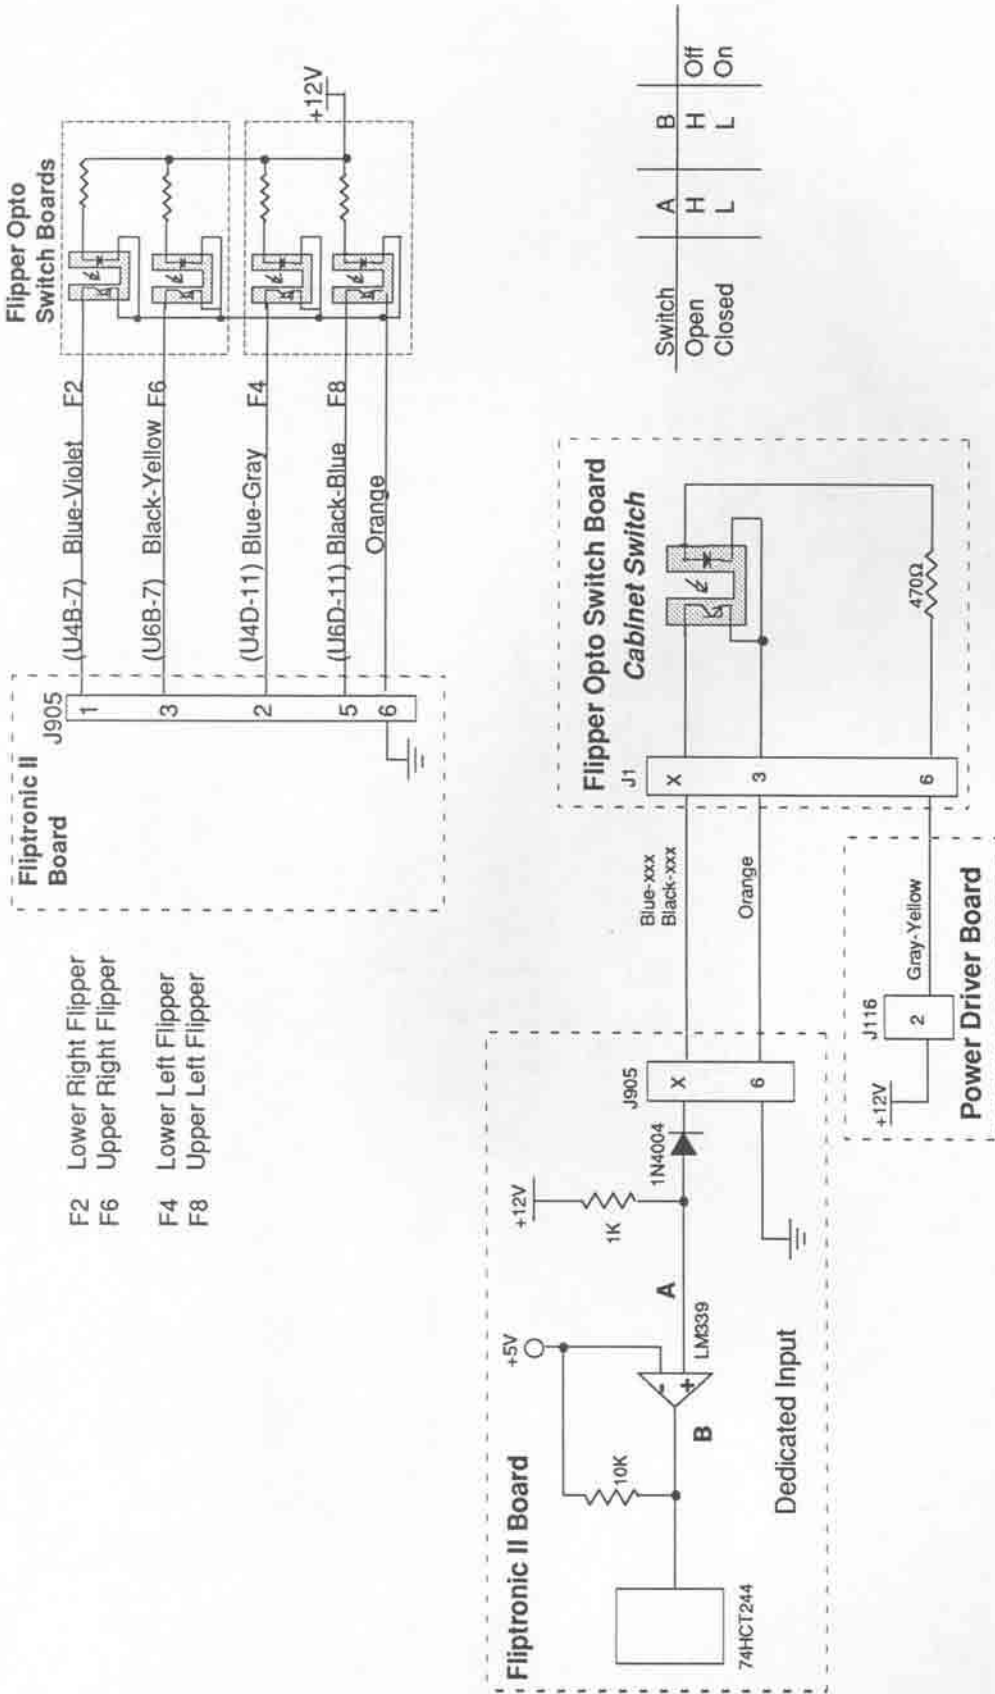 Flipper Opto
Switch Boards
+12V
Fliptronic II
Board
J905
1
3
2
5
6
(U4B-7) Blue-Violet F2
(U6B-7) Black-Yellow F6
(U4D-11) Blue-Gray F4
(U6D-11) Black-Blue F8
Orange
F2 Lower Right Flipper
F6 Upper Right Flipper
F4 Lower Left Flipper
F8 Upper Left Flipper
Switch A B
Open H H Off
Closed L L On
Flipper Opto Switch Board
Cabinet Switch
J1
X
3
6
470Ω
Blue-xxx
Black-xxx
Orange
Gray-Yellow
J116
2
+12V
Power Driver Board
Fliptronic II Board
J905
X
6
1N4004
+12V
1K
A
LM339
+5V
-
+
B
10K
74HCT244
Dedicated Input